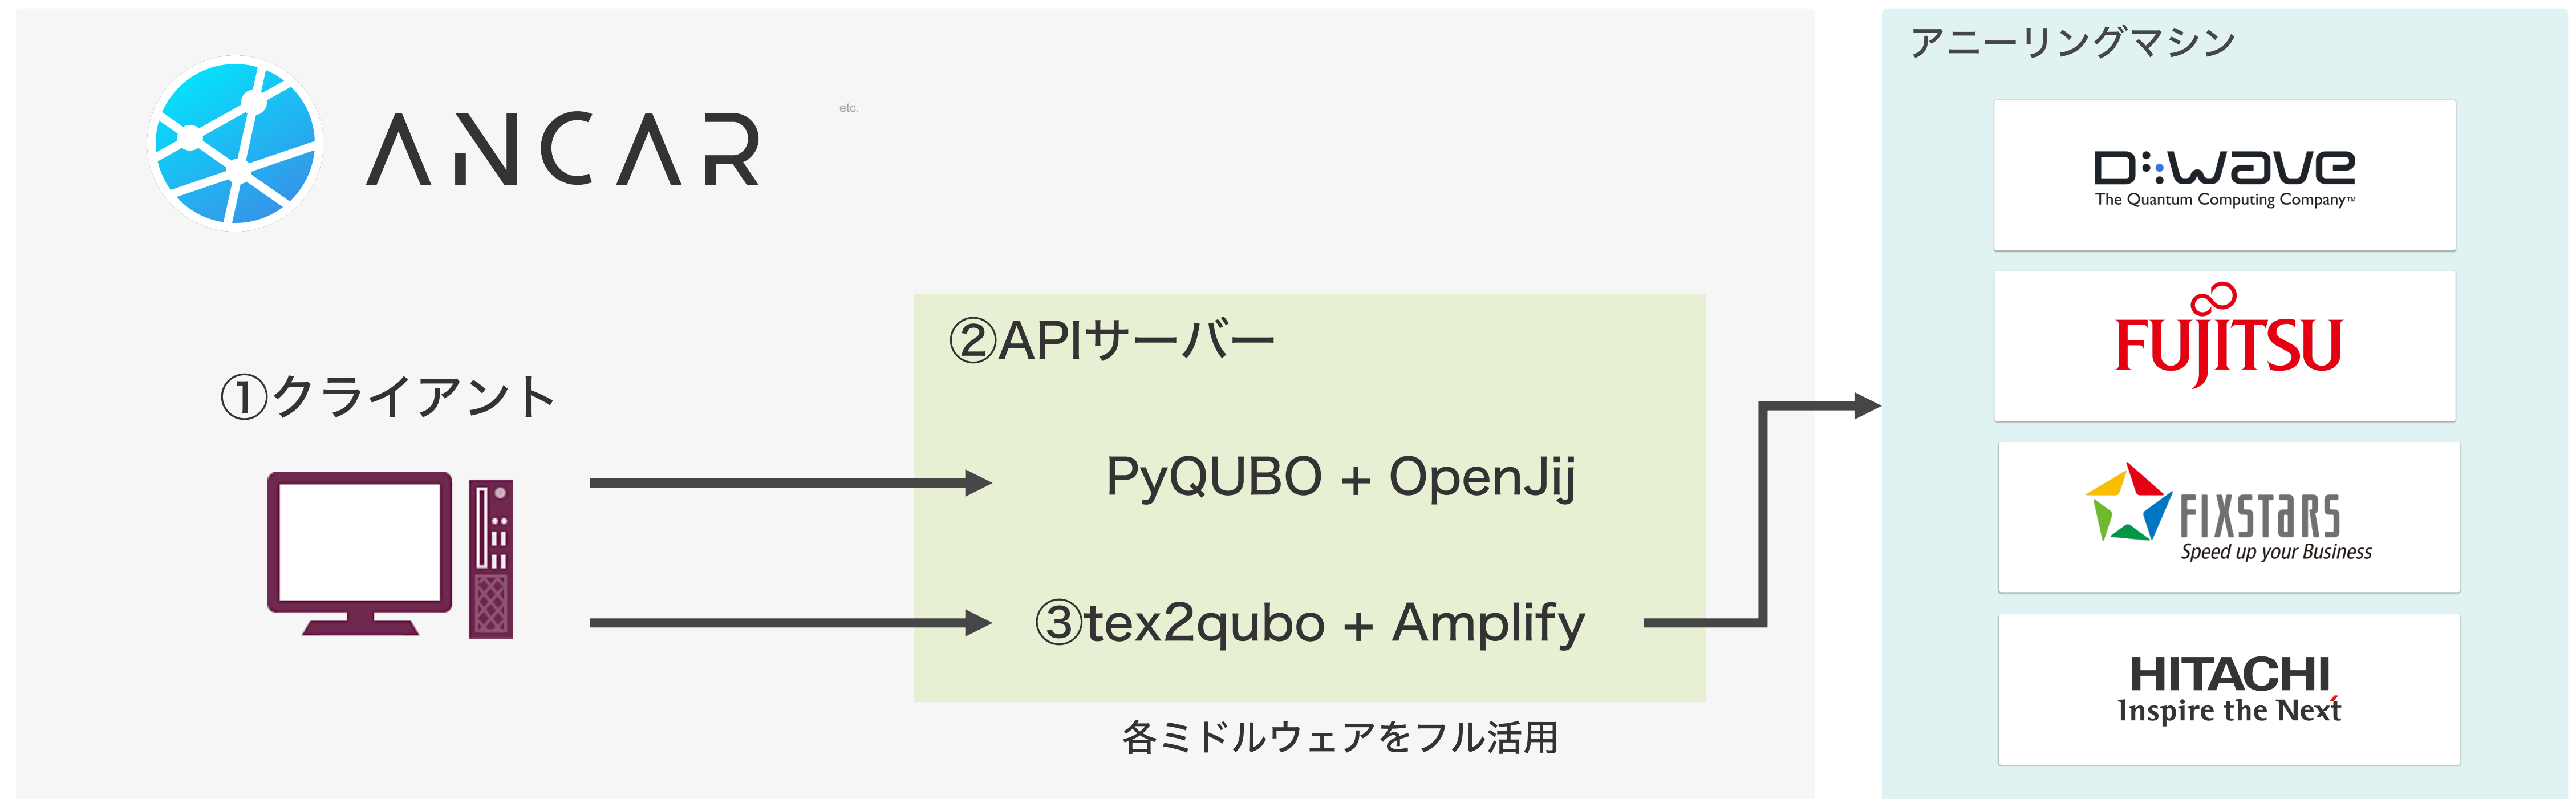 ANCAR
etc.
①クライアント
②APIサーバー
PyQUBO + OpenJij
③tex2qubo + Amplify
各ミドルウェアをフル活用
アニーリングマシン
D:wave
The Quantum Computing Company™
FUJITSU
FIXSTARS
Speed up your Business
HITACHI
Inspire the Next